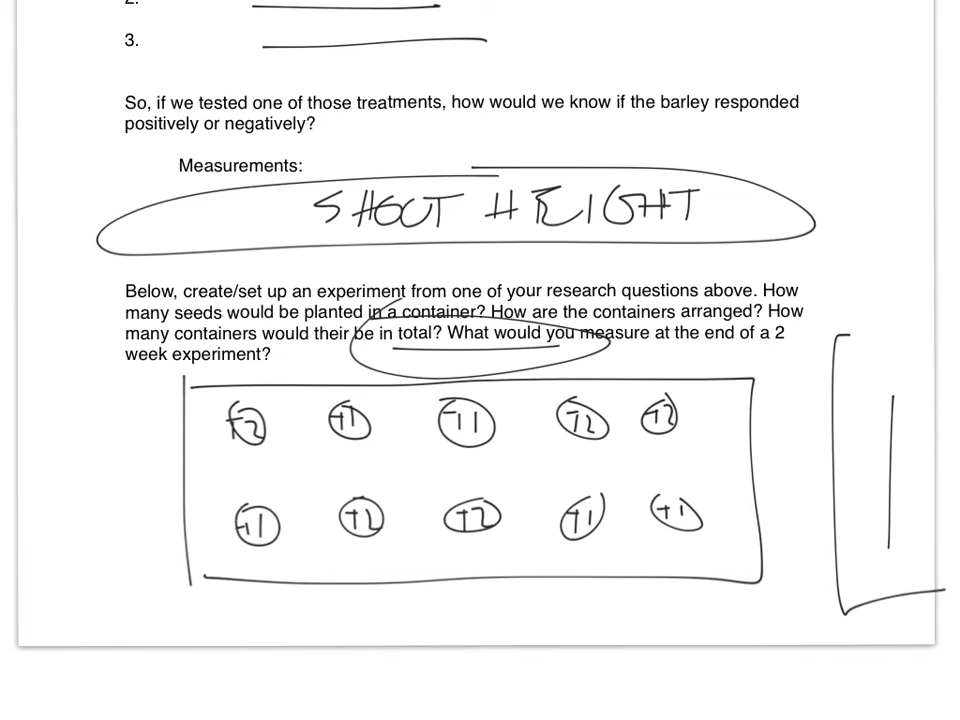 2.
3.
So, if we tested one of those treatments, how would we know if the barley responded
positively or negatively?
Measurements:
SHOOT HEIGHT
Below, create/set up an experiment from one of your research questions above. How
many seeds would be planted in a container? How are the containers arranged? How
many containers would their be in total? What would you measure at the end of a 2
week experiment?
T2 T1 T1 T2 T2
T1 T2 T2 T1 T1